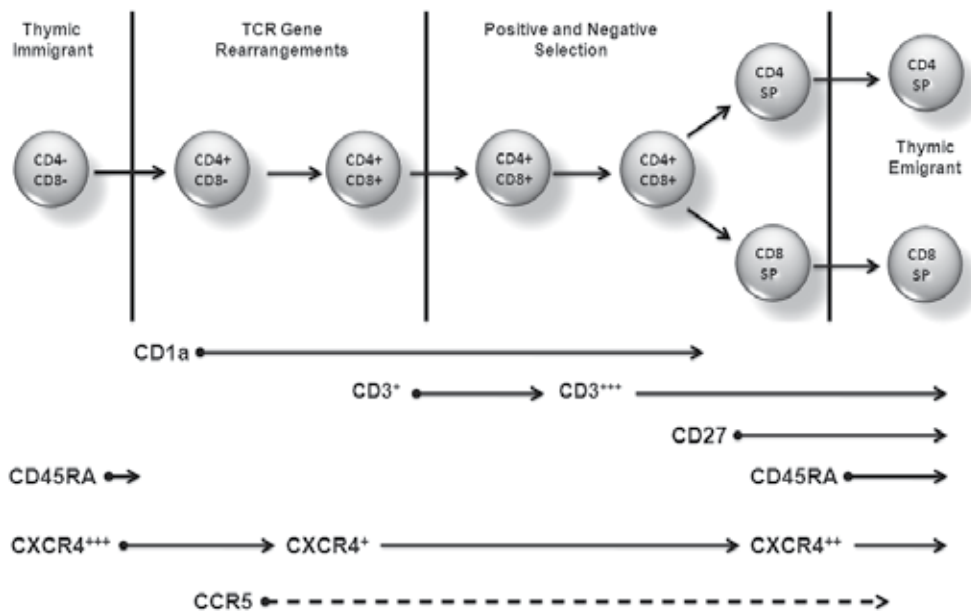 Thymic
Immigrant
TCR Gene
Rearrangements
Positive and Negative
Selection
CD4-
CD8-
CD4+
CD8-
CD4+
CD8+
CD4+
CD8+
CD4+
CD8+
CD4
SP
CD8
SP
CD4
SP
Thymic
Emigrant
CD8
SP
CD1a
CD3⁺ CD3⁺⁺⁺
CD27
CD45RA CD45RA
CXCR4⁺⁺⁺ CXCR4⁺ CXCR4⁺⁺
CCR5